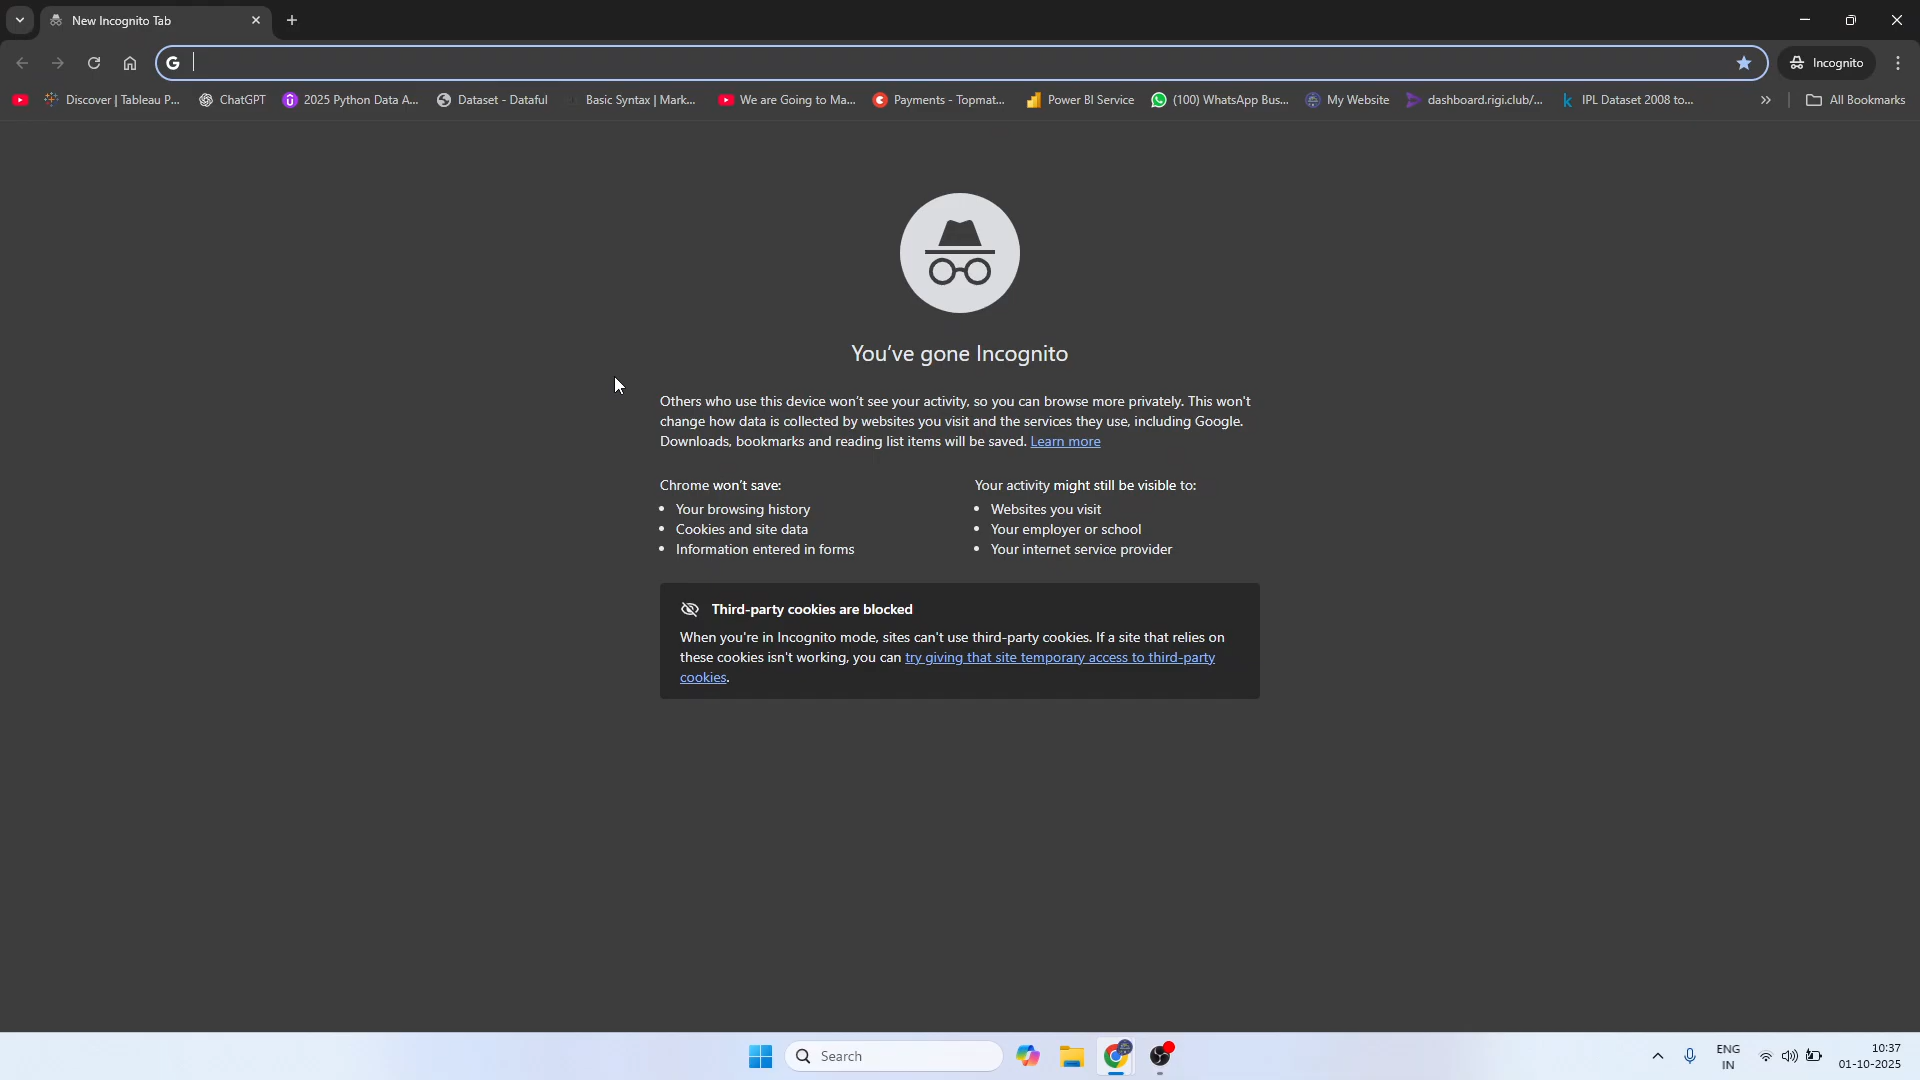 New Incognito Tab
Incognito
Discover | Tableau P... ChatGPT 2025 Python Data A... Dataset - Dataful Basic Syntax | Mark... We are Going to Ma... Payments - Topmat... Power BI Service (100) WhatsApp Bus... My Website dashboard.rigi.club/... IPL Dataset 2008 to... » All Bookmarks
You've gone Incognito
Others who use this device won't see your activity, so you can browse more privately. This won't
change how data is collected by websites you visit and the services they use, including Google.
Downloads, bookmarks and reading list items will be saved. Learn more
Chrome won't save:
• Your browsing history
• Cookies and site data
• Information entered in forms
Your activity might still be visible to:
• Websites you visit
• Your employer or school
• Your internet service provider
Third-party cookies are blocked
When you're in Incognito mode, sites can't use third-party cookies. If a site that relies on
these cookies isn't working, you can try giving that site temporary access to third-party
cookies.
Search
ENG
IN
10:37
01-10-2025